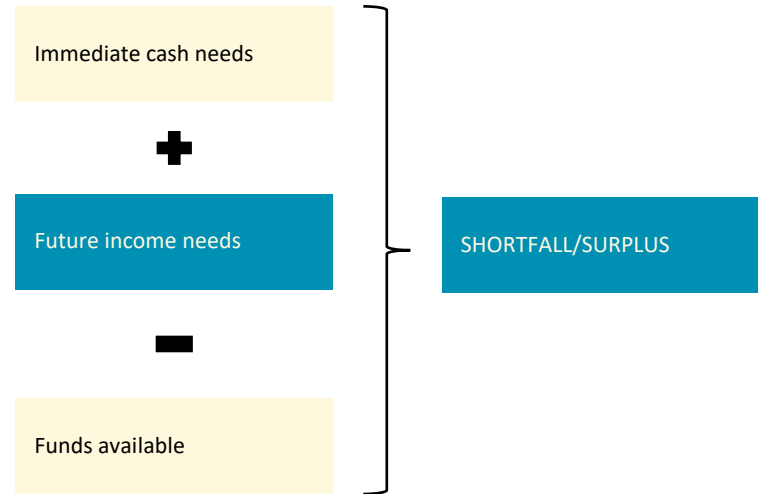 Immediate cash needs
Future income needs
SHORTFALL/SURPLUS
Funds available